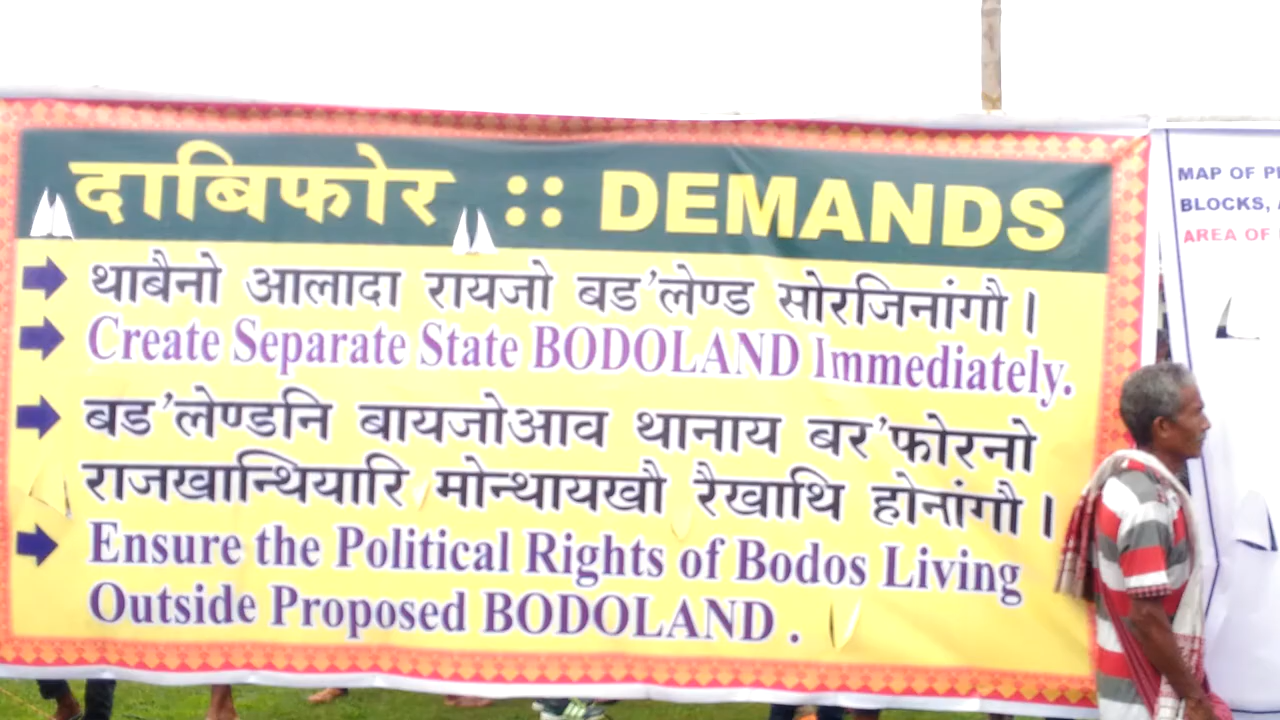 दाबिफोर :: DEMANDS
थाबैनो आलादा रायजो बड'लेण्ड सोरजिनांगौ।
Create Separate State BODOLAND Immediately.
बड'लेण्डनि बायजोआव थानाय बर'फोरनो
राजखान्थियारि मोन्थायखौ रैखाथि होनांगौ।
Ensure the Political Rights of Bodos Living
Outside Proposed BODOLAND .
MAP OF
BLOCKS,
AREA OF